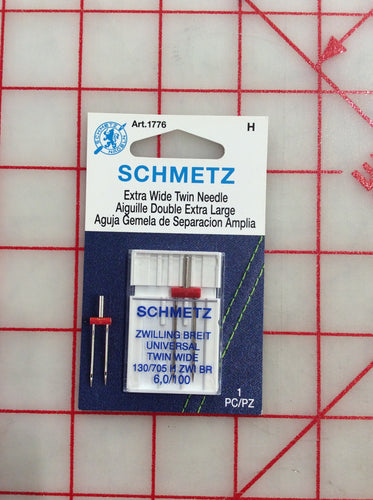 Art.1776
H
SCHMETZ
Extra Wide Twin Needle
Aiguille Double Extra Large
Aguja Gemela de Separacion Amplia
SCHMETZ
ZWILLING BREIT
UNIVERSAL
TWIN WIDE
130/705 H ZWI BR
6,0/100
1
PC/PZ